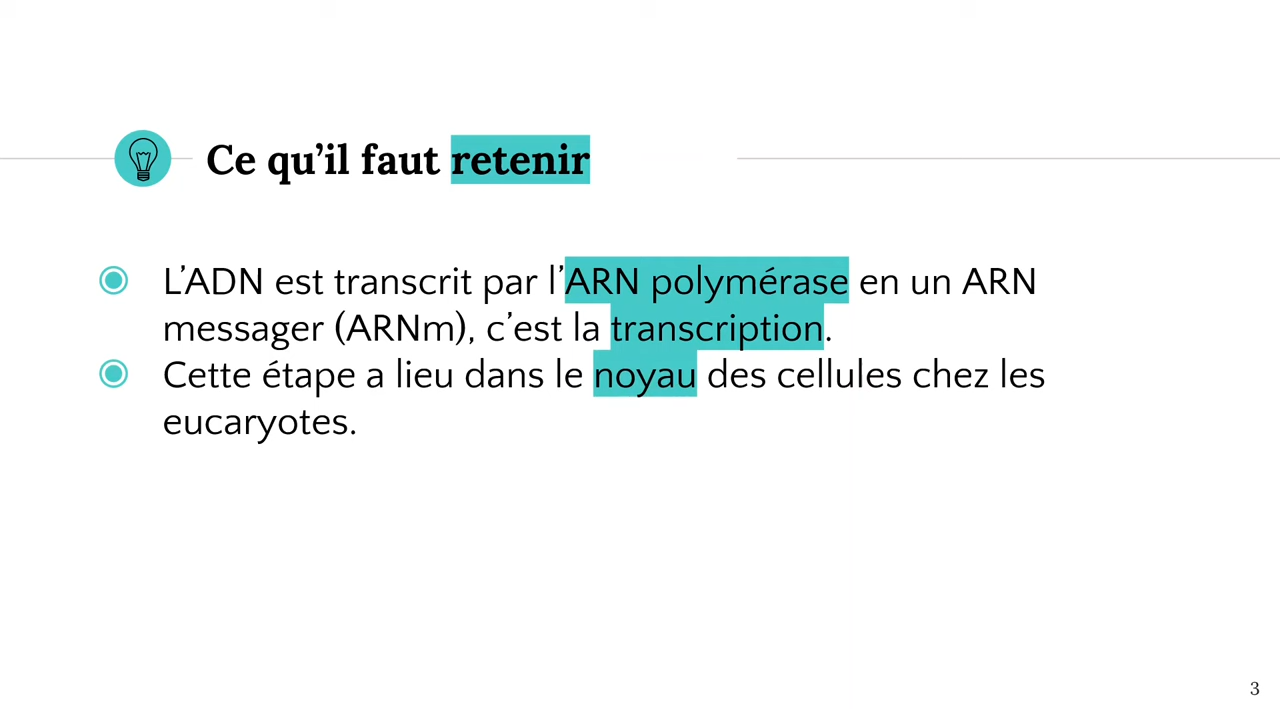 Ce qu’il faut retenir
L’ADN est transcrit par l’ARN polymérase en un ARN
messager (ARNm), c’est la transcription.
Cette étape a lieu dans le noyau des cellules chez les
eucaryotes.
3